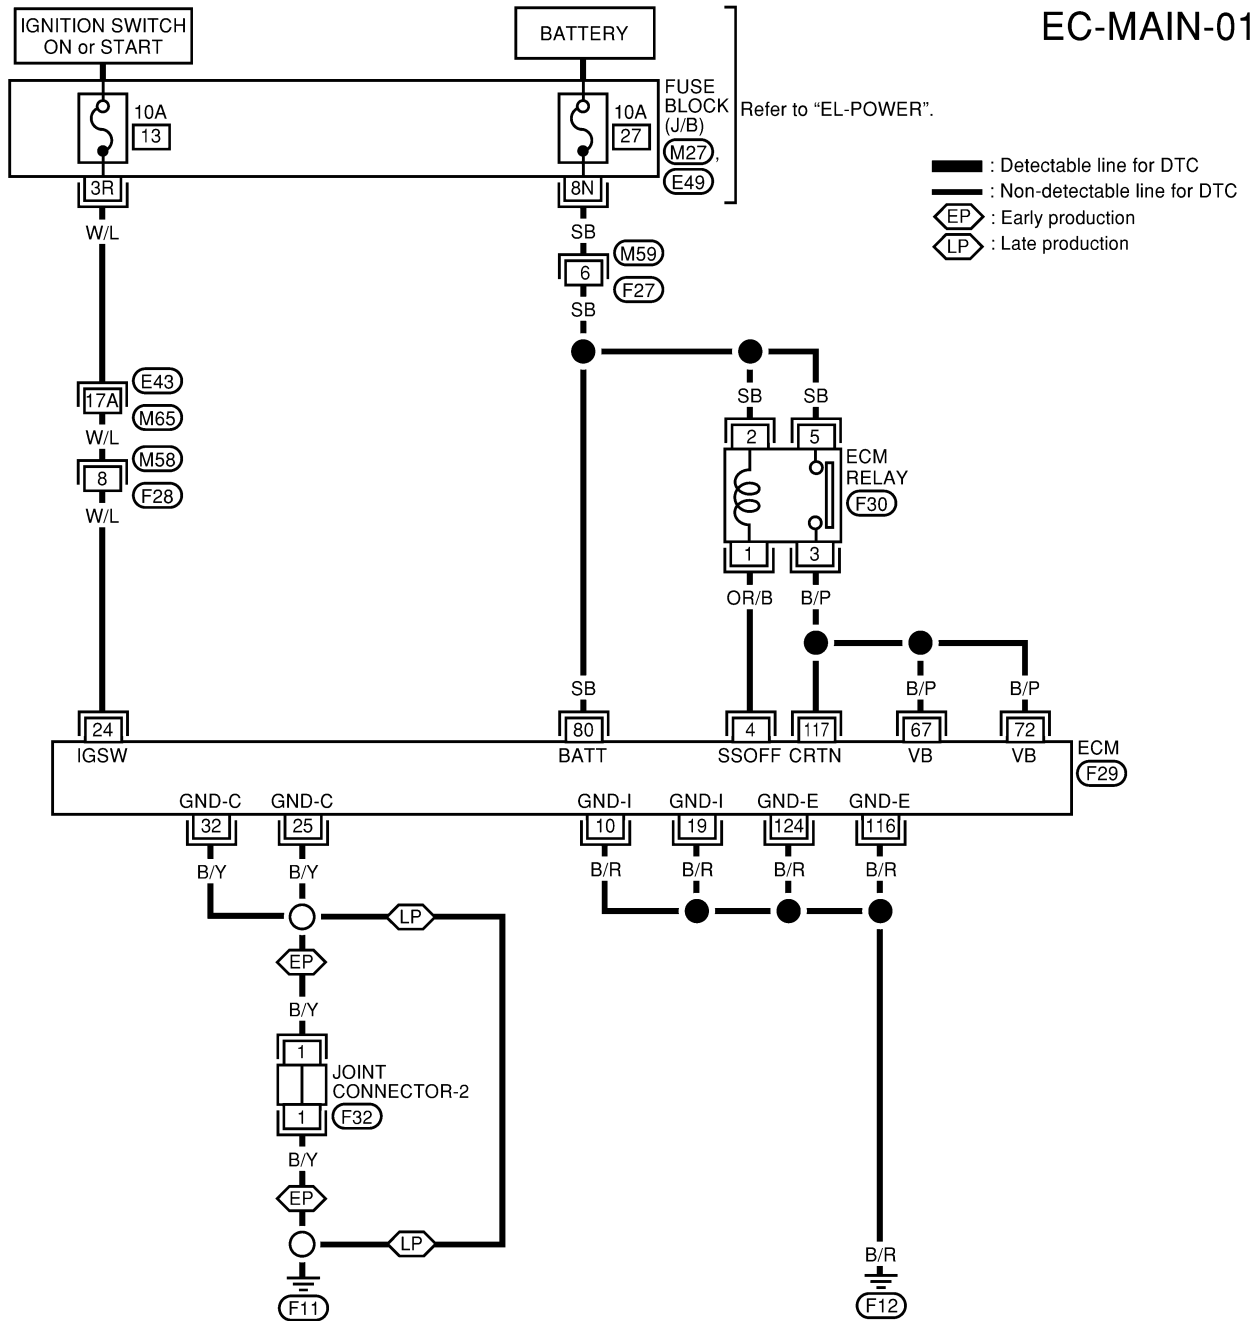 EC-MAIN-01
IGNITION SWITCH
ON or START
BATTERY
10A
13
10A
27
FUSE
BLOCK
(J/B)
M27,
E49
Refer to “EL-POWER”.
: Detectable line for DTC
: Non-detectable line for DTC
EP : Early production
LP : Late production
3R
8N
W/L
SB
6
M59
F27
SB
17A
E43
M65
W/L
8
M58
F28
W/L
SB
SB
2
5
ECM
RELAY
F30
1
3
OR/B
B/P
SB
B/P
B/P
24
80
4
117
67
72
IGSW
BATT
SSOFF
CRTN
VB
VB
ECM
F29
GND-C
GND-C
GND-I
GND-I
GND-E
GND-E
32
25
10
19
124
116
B/Y
B/Y
B/R
B/R
B/R
B/R
LP
EP
B/Y
1
JOINT
CONNECTOR-2
1
F32
B/Y
EP
LP
B/R
F11
F12